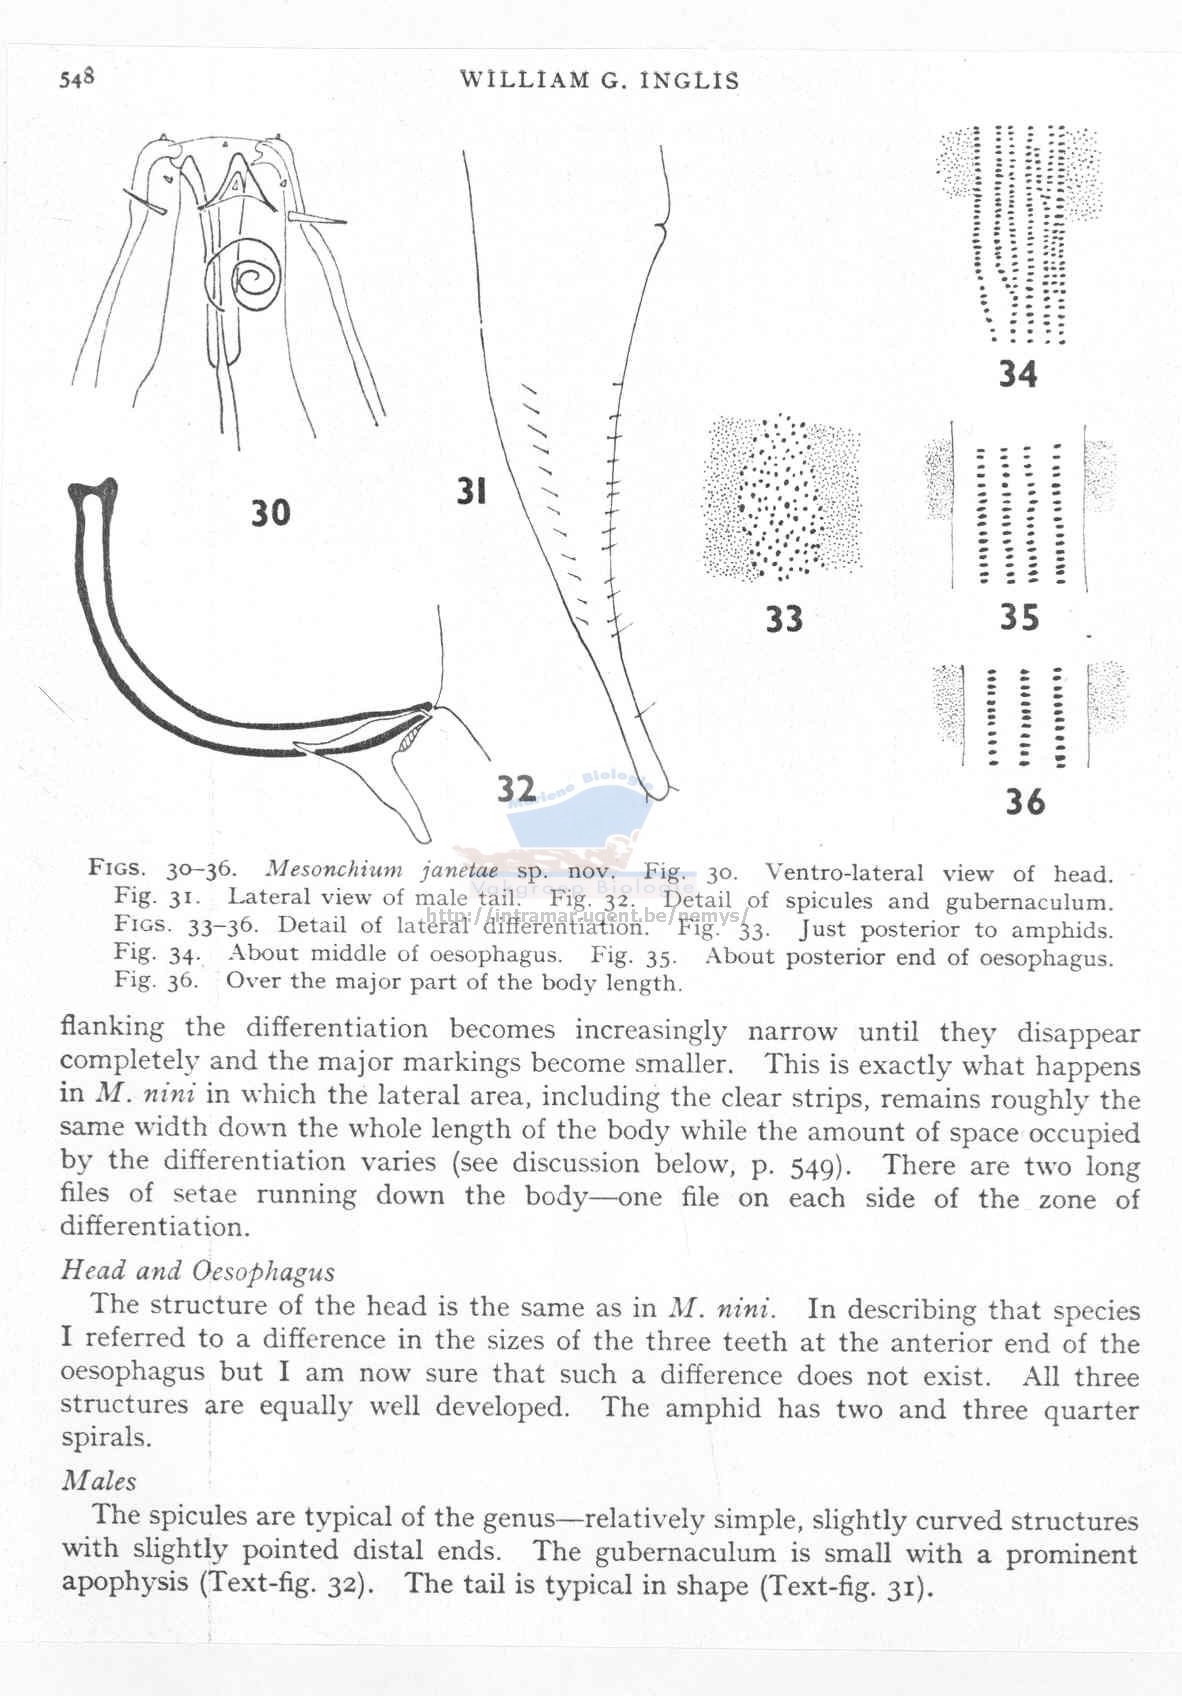 548
WILLIAM G. INGLIS
34
31
30
33
35
32
36
Mariene Biologie
Vakgroep Biologie
http://intramar.ugent.be/nemys/
FIGS. 30–36. Mesonchium janetae sp. nov. Fig. 30. Ventro-lateral view of head.
Fig. 31. Lateral view of male tail. Fig. 32. Detail of spicules and gubernaculum.
FIGS. 33–36. Detail of lateral differentiation. Fig. 33. Just posterior to amphids.
Fig. 34. About middle of oesophagus. Fig. 35. About posterior end of oesophagus.
Fig. 36. Over the major part of the body length.
flanking the differentiation becomes increasingly narrow until they disappear
completely and the major markings become smaller. This is exactly what happens
in M. nini in which the lateral area, including the clear strips, remains roughly the
same width down the whole length of the body while the amount of space occupied
by the differentiation varies (see discussion below, p. 549). There are two long
files of setae running down the body—one file on each side of the zone of
differentiation.
Head and Oesophagus
The structure of the head is the same as in M. nini. In describing that species
I referred to a difference in the sizes of the three teeth at the anterior end of the
oesophagus but I am now sure that such a difference does not exist. All three
structures are equally well developed. The amphid has two and three quarter
spirals.
Males
The spicules are typical of the genus—relatively simple, slightly curved structures
with slightly pointed distal ends. The gubernaculum is small with a prominent
apophysis (Text-fig. 32). The tail is typical in shape (Text-fig. 31).